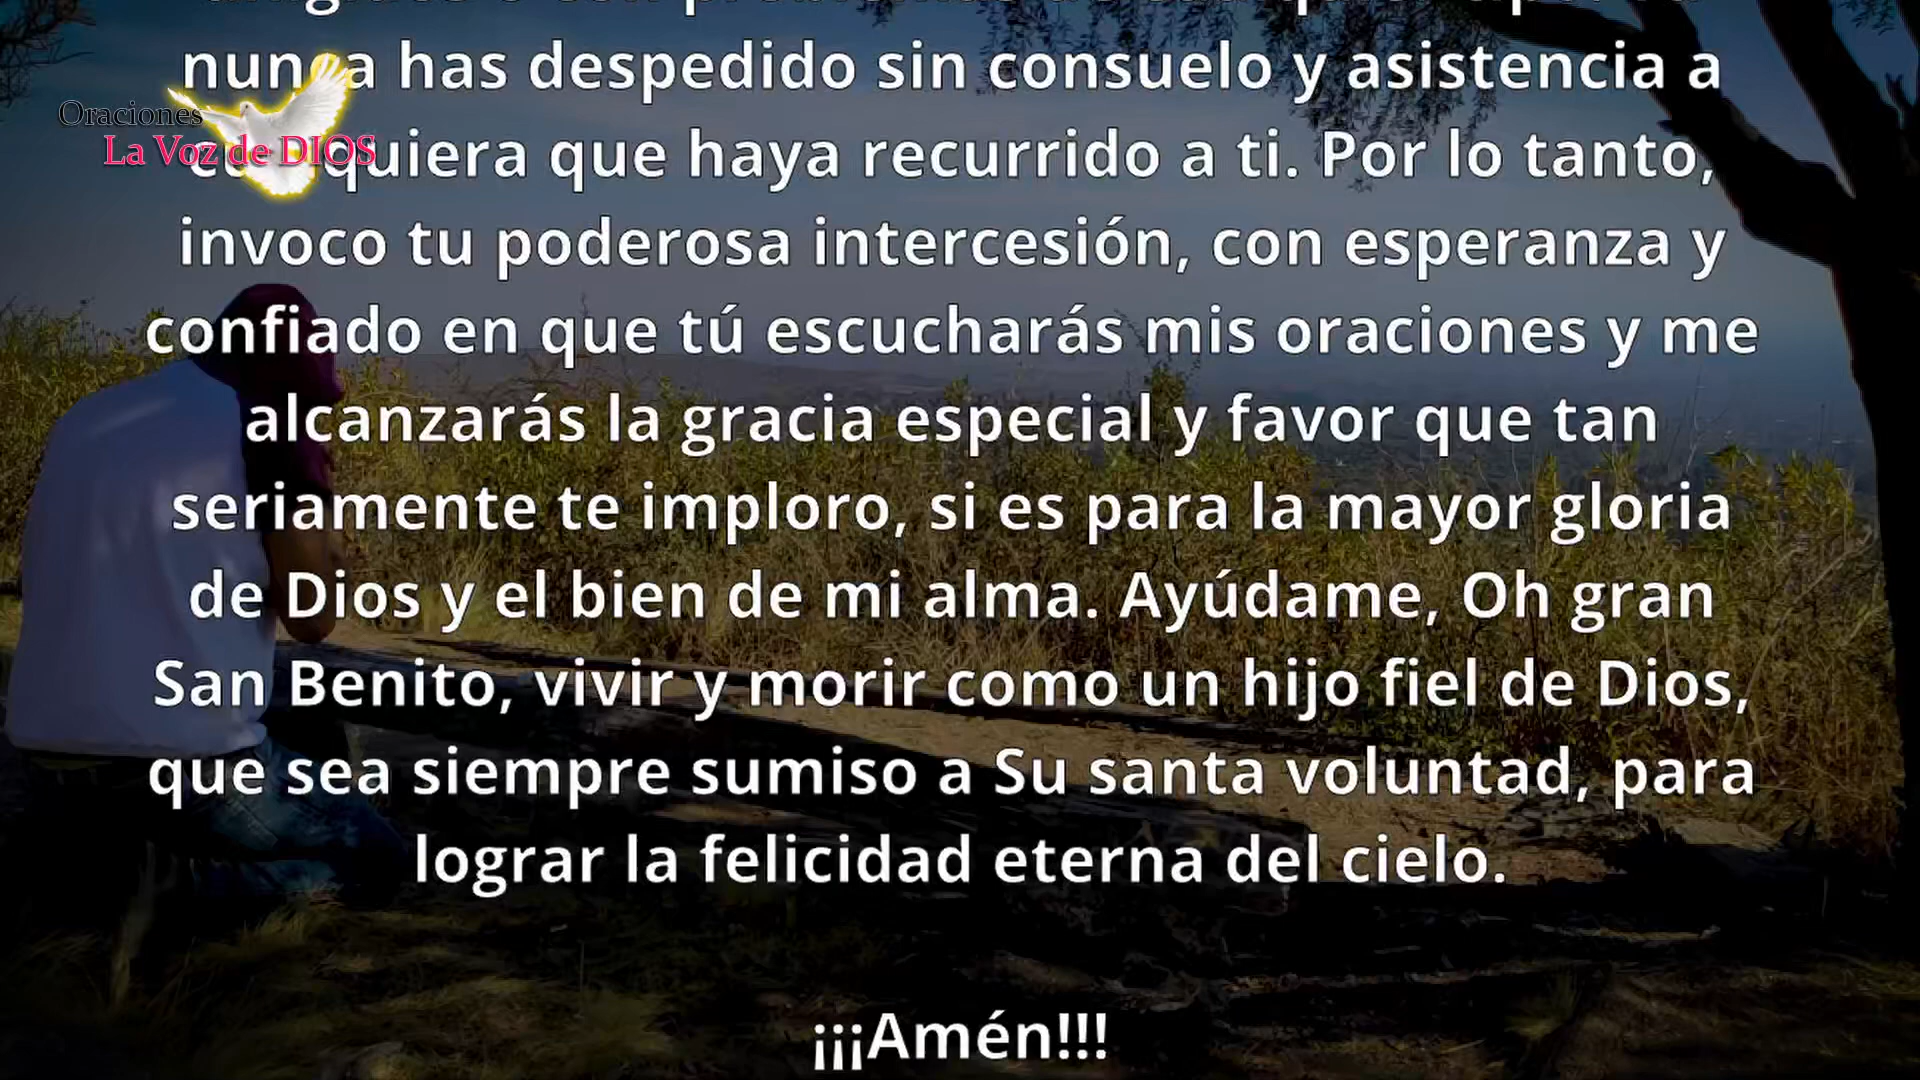 nunca has despedido sin consuelo y asistencia a
Oraciones
La Voz de DIOS
cualquiera que haya recurrido a ti. Por lo tanto,
invoco tu poderosa intercesión, con esperanza y
confiado en que tú escucharás mis oraciones y me
alcanzarás la gracia especial y favor que tan
seriamente te imploro, si es para la mayor gloria
de Dios y el bien de mi alma. Ayúdame, Oh gran
San Benito, vivir y morir como un hijo fiel de Dios,
que sea siempre sumiso a Su santa voluntad, para
lograr la felicidad eterna del cielo.
¡¡¡Amén!!!